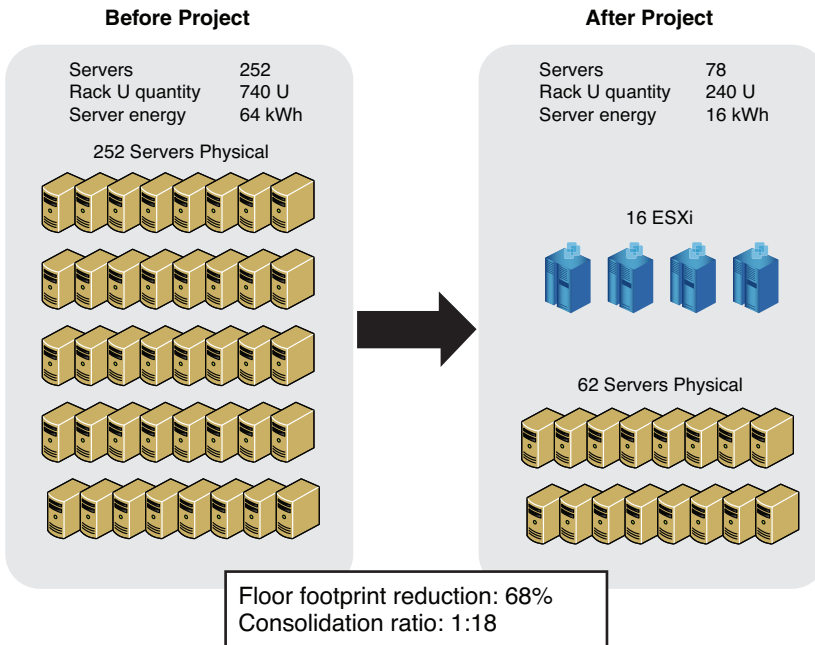 Before Project
After Project
Servers 252
Rack U quantity 740 U
Server energy 64 kWh
252 Servers Physical
Servers 78
Rack U quantity 240 U
Server energy 16 kWh
16 ESXi
62 Servers Physical
Floor footprint reduction: 68%
Consolidation ratio: 1:18